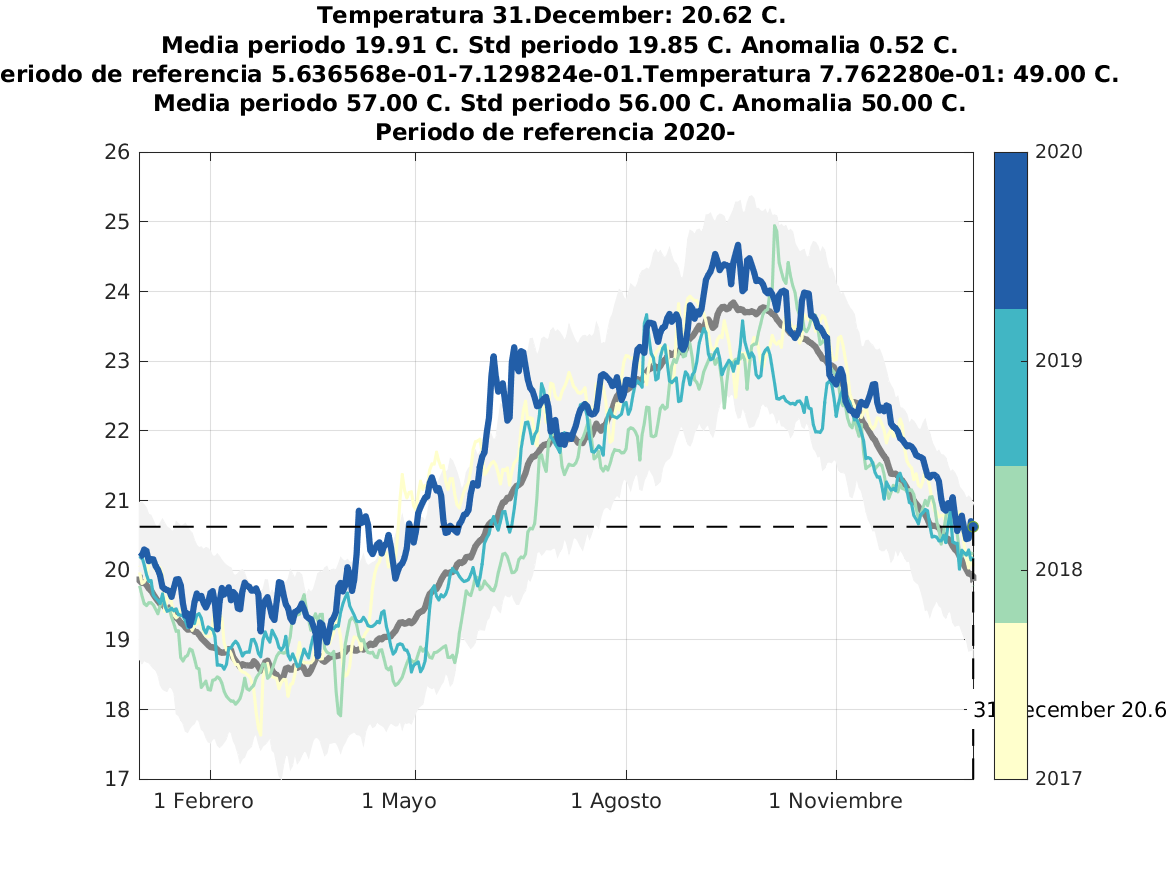 Temperatura 31.December: 20.62 C.
Media periodo 19.91 C. Std periodo 19.85 C. Anomalia 0.52 C.
eriodo de referencia 5.636568e-01-7.129824e-01.Temperatura 7.762280e-01: 49.00 C.
Media periodo 57.00 C. Std periodo 56.00 C. Anomalia 50.00 C.
Periodo de referencia 2020-
26
25
24
23
22
21
20
19
18
17
1 Febrero
1 Mayo
1 Agosto
1 Noviembre
2020
2019
2018
2017
31 ecember 20.6